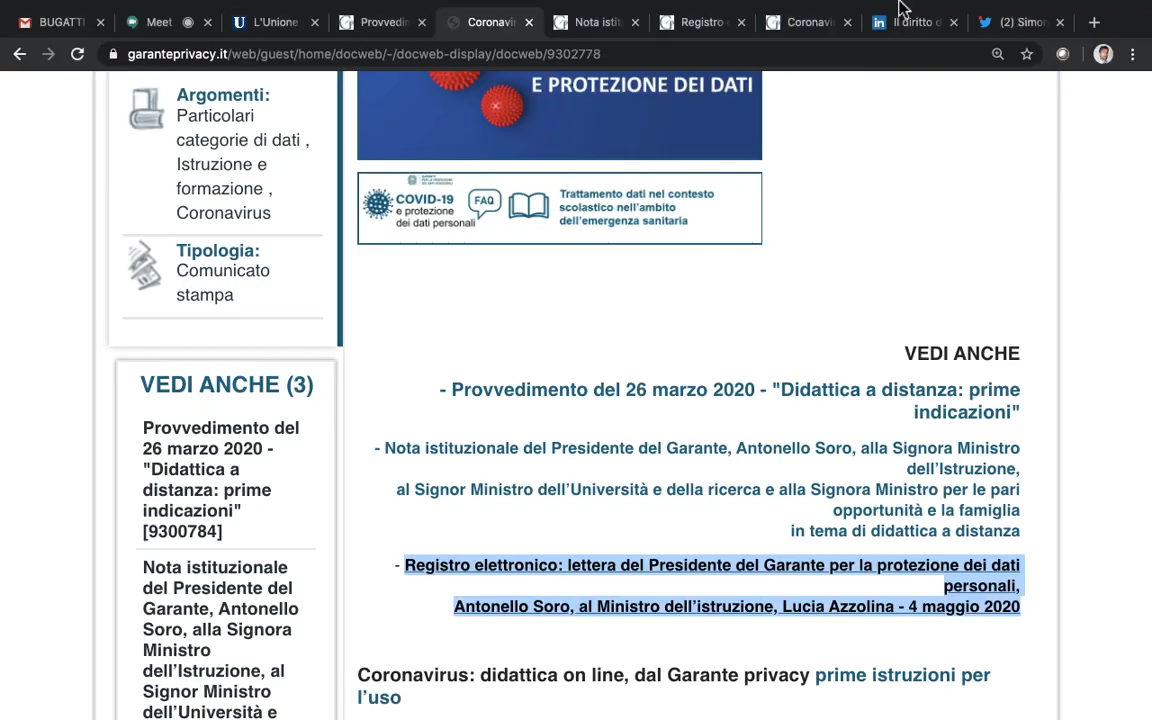 BUGATTI
Meet
L'Unione
Provvedim
Coronavir
Nota istit
Registro e
Coronavir
Il diritto d
(2) Simon
garanteprivacy.it/web/guest/home/docweb/-/docweb-display/docweb/9302778
Argomenti:
Particolari
categorie di dati ,
Istruzione e
formazione ,
Coronavirus
Tipologia:
Comunicato
stampa
VEDI ANCHE (3)
Provvedimento del
26 marzo 2020 -
"Didattica a
distanza: prime
indicazioni"
[9300784]
Nota istituzionale
del Presidente del
Garante, Antonello
Soro, alla Signora
Ministro
dell'Istruzione, al
Signor Ministro
dell'Università e
E PROTEZIONE DEI DATI
COVID-19
e protezione
dei dati personali
FAQ
Trattamento dati nel contesto
scolastico nell'ambito
dell'emergenza sanitaria
VEDI ANCHE
- Provvedimento del 26 marzo 2020 - "Didattica a distanza: prime
indicazioni"
- Nota istituzionale del Presidente del Garante, Antonello Soro, alla Signora Ministro
dell'Istruzione,
al Signor Ministro dell'Università e della ricerca e alla Signora Ministro per le pari
opportunità e la famiglia
in tema di didattica a distanza
- Registro elettronico: lettera del Presidente del Garante per la protezione dei dati
personali,
Antonello Soro, al Ministro dell'istruzione, Lucia Azzolina - 4 maggio 2020
Coronavirus: didattica on line, dal Garante privacy prime istruzioni per
l'uso